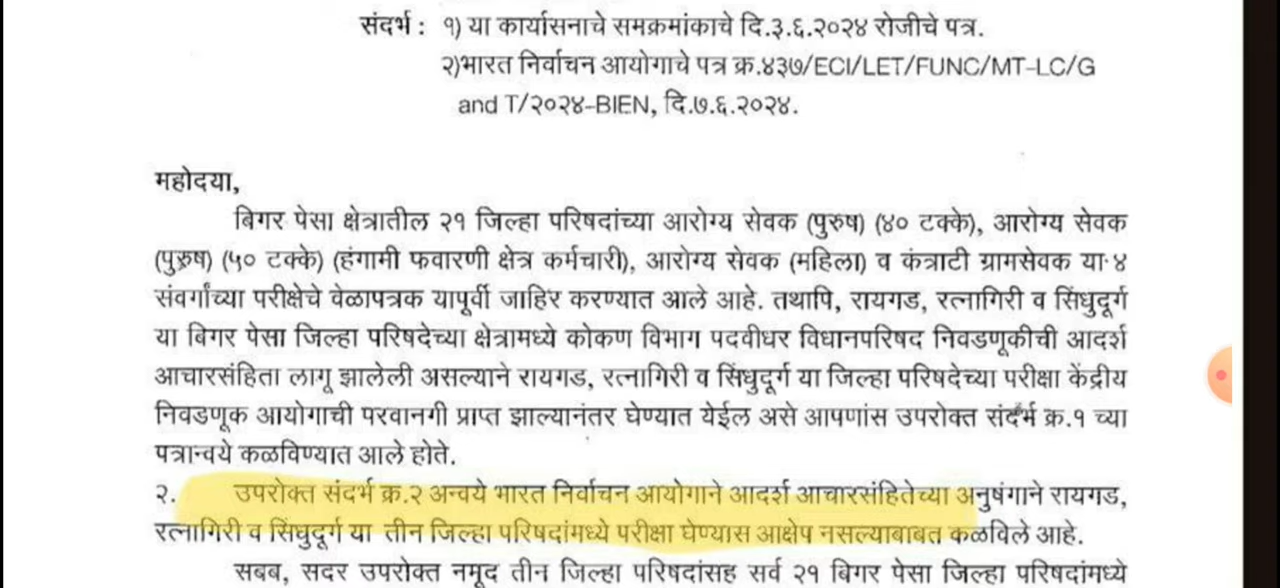 संदर्भ : १) या कार्यासनाचे समक्रमांकाचे दि.३.६.२०२४ रोजीचे पत्र.
२)भारत निर्वाचन आयोगाचे पत्र क्र.४३७/ECI/LET/FUNC/MT-LC/G
and T/२०२४-BIEN, दि.७.६.२०२४.
महोदया,
बिगर पेसा क्षेत्रातील २१ जिल्हा परिषदांच्या आरोग्य सेवक (पुरुष) (४० टक्के), आरोग्य सेवक
(पुरुष) (५० टक्के) (हंगामी फवारणी क्षेत्र कर्मचारी), आरोग्य सेवक (महिला) व कंत्राटी ग्रामसेवक या ४
संवर्गांच्या परीक्षेचे वेळापत्रक यापूर्वी जाहिर करण्यात आले आहे. तथापि, रायगड, रत्नागिरी व सिंधुदूर्ग
या बिगर पेसा जिल्हा परिषदेच्या क्षेत्रामध्ये कोकण विभाग पदवीधर विधानपरिषद निवडणूकीची आदर्श
आचारसंहिता लागू झालेली असल्याने रायगड, रत्नागिरी व सिंधुदूर्ग या जिल्हा परिषदेच्या परीक्षा केंद्रीय
निवडणूक आयोगाची परवानगी प्राप्त झाल्यानंतर घेण्यात येईल असे आपणांस उपरोक्त संदर्भ क्र.१ च्या
पत्रान्वये कळविण्यात आले होते.
२. उपरोक्त संदर्भ क्र.२ अन्वये भारत निर्वाचन आयोगाने आदर्श आचारसंहितेच्या अनुषंगाने रायगड,
रत्नागिरी व सिंधुदूर्ग या तीन जिल्हा परिषदांमध्ये परीक्षा घेण्यास आक्षेप नसल्याबाबत कळविले आहे.
सबब, सदर उपरोक्त नमूद तीन जिल्हा परिषदांसह सर्व २१ बिगर पेसा जिल्हा परिषदांमध्ये